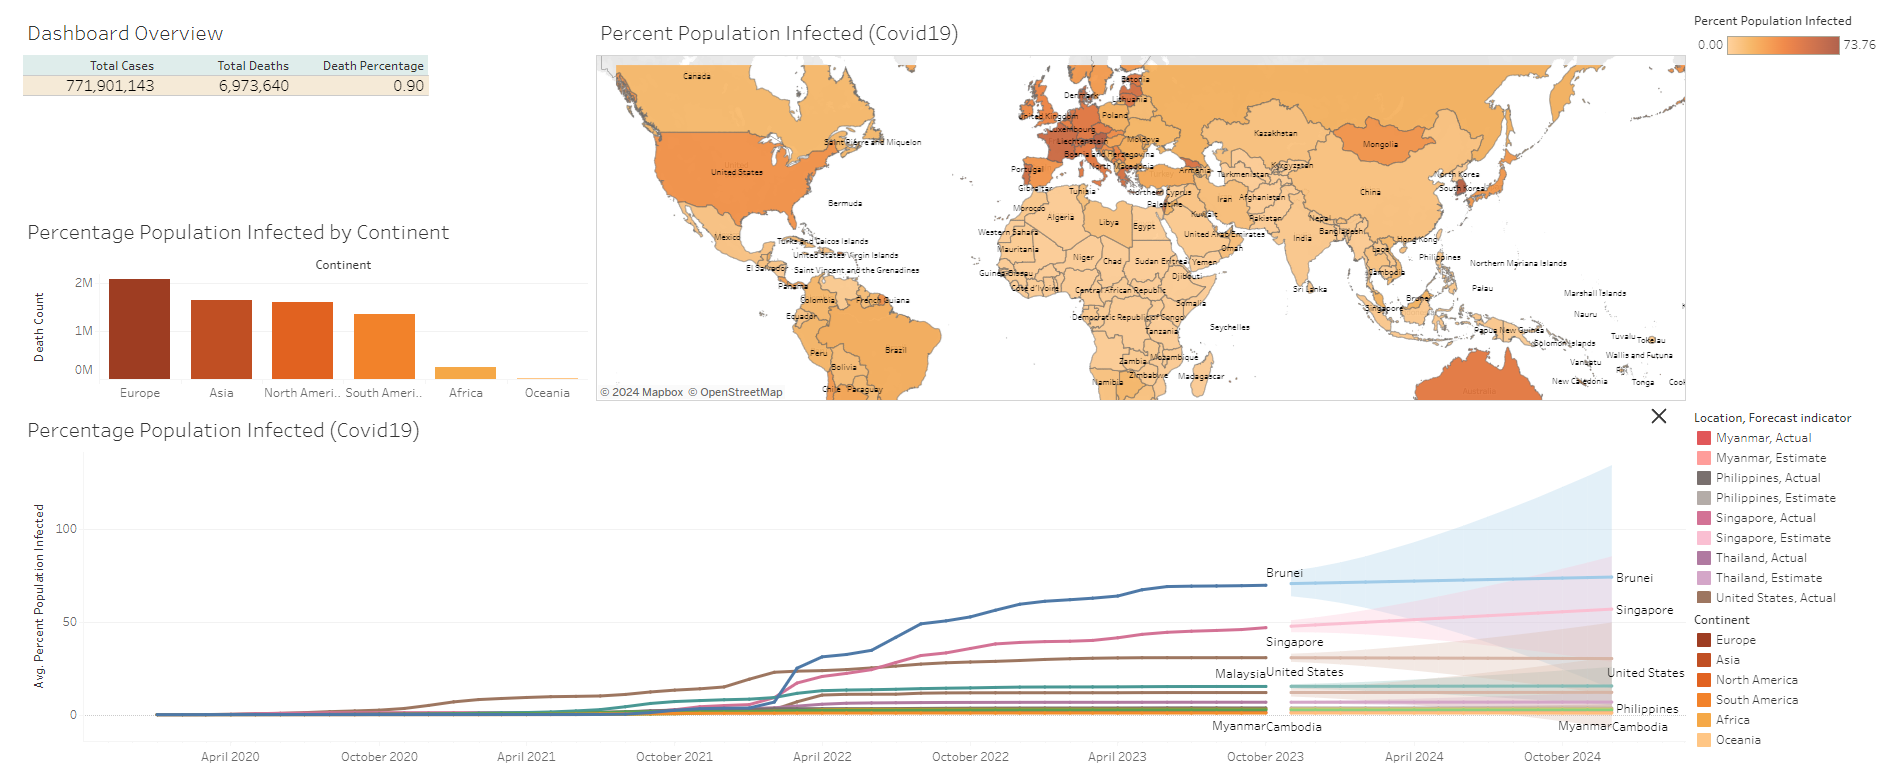 Dashboard Overview
Total Cases Total Deaths Death Percentage
771,901,143 6,973,640 0.90
Percentage Population Infected by Continent
Continent
Death Count
2M
1M
0M
Europe Asia North Ameri.. South Ameri.. Africa Oceania
Percent Population Infected (Covid19)
Canada
Estonia
Denmark
Lithuania
United Kingdom
Poland
Luxembourg
Kazakhstan
Moldova
Saint Pierre and Miquelon
Liechtenstein
Mongolia
Bosnia and Herzegovina
United States
Portugal
North Macedonia
Armenia
Turkmenistan
Kyrgyzstan
North Korea
South Korea
Gibraltar
Tunisia
Northern Cyprus
China
Iran
Afghanistan
Bermuda
Morocco
Palestine
Algeria
Libya
Egypt
Kuwait
Pakistan
Nepal
Mexico
Western Sahara
United Arab Emirates
India
Bangladesh
Hong Kong
Turks and Caicos Islands
Mauritania
Oman
Laos
United States Virgin Islands
Niger
Chad
Sudan
Eritrea
Yemen
Philippines
Northern Mariana Islands
El Salvador
Saint Vincent and the Grenadines
Guinea-Bissau
Djibouti
Cambodia
Panama
Cote d'Ivoire
Central African Republic
Sri Lanka
Palau
Marshall Islands
Colombia
French Guiana
Somalia
Brunei
Singapore
Nauru
Ecuador
Democratic Republic of Congo
Tanzania
Seychelles
Papua New Guinea
Solomon Islands
Tuvalu
Tokelau
Peru
Brazil
Zambia
Mozambique
Vanuatu
Wallis and Futuna
Bolivia
Zimbabwe
Madagascar
Fiji
Chile
Paraguay
Namibia
Australia
New Caledonia
Tonga
Cook
© 2024 Mapbox © OpenStreetMap
Percent Population Infected
0.00 73.76
Percentage Population Infected (Covid19)
Avg. Percent Population Infected
100
50
0
Brunei
Brunei
Singapore
Singapore
Malaysia
United States
United States
Philippines
Myanmar
Cambodia
Myanmar
Cambodia
April 2020 October 2020 April 2021 October 2021 April 2022 October 2022 April 2023 October 2023 April 2024 October 2024
Location, Forecast indicator
Myanmar, Actual
Myanmar, Estimate
Philippines, Actual
Philippines, Estimate
Singapore, Actual
Singapore, Estimate
Thailand, Actual
Thailand, Estimate
United States, Actual
Continent
Europe
Asia
North America
South America
Africa
Oceania